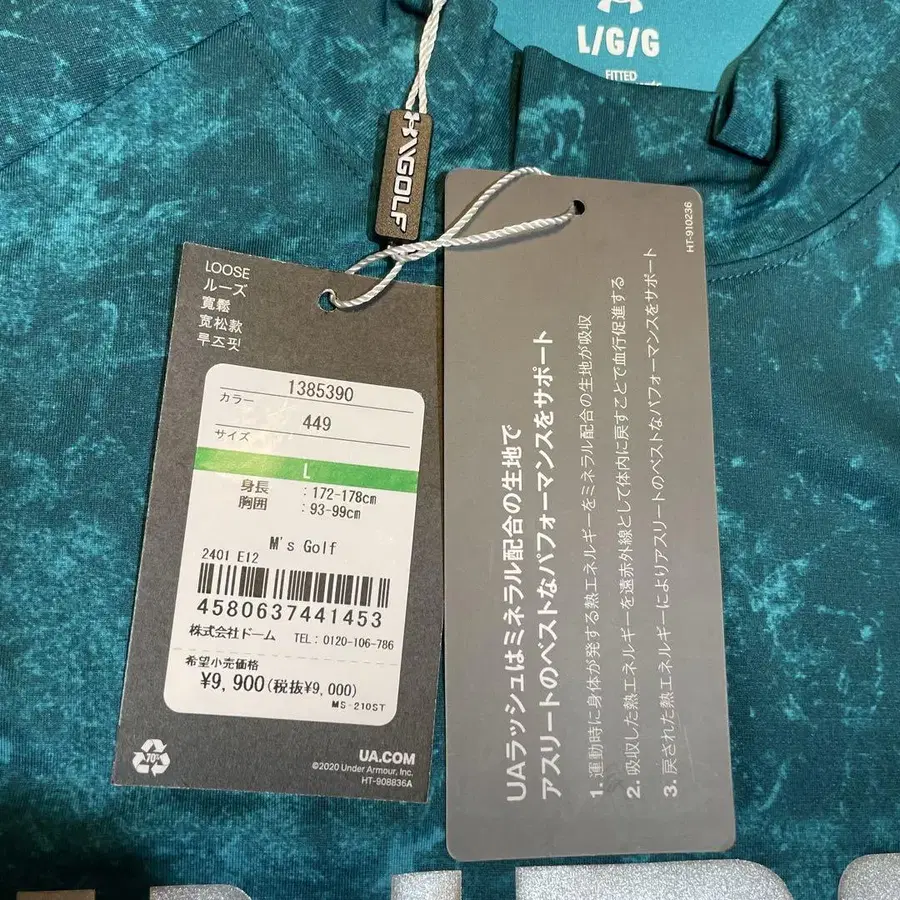 L/G/G
FITTED
GOLF
LOOSE
ルーズ
寬鬆
宽松款
루즈핏
1385390
カラー
449
サイズ
L
身長 : 172-178cm
胸囲 : 93-99cm
M's Golf
2401 E12
4580637441453
株式会社ドーム TEL: 0120-106-786
希望小売価格
¥9,900(税抜¥9,000)
MS-210ST
70%
UA.COM
©2020 Under Armour, Inc.
HT-908836A
HT-910236
UAラッシュはミネラル配合の生地で
アスリートのベストなパフォーマンスをサポート
1. 運動時に身体が発する熱エネルギーをミネラル配合の生地が吸収
2. 吸収した熱エネルギーを遠赤外線として体内に戻すことで血行促進する
3. 戻された熱エネルギーによりアスリートのベストなパフォーマンスをサポート